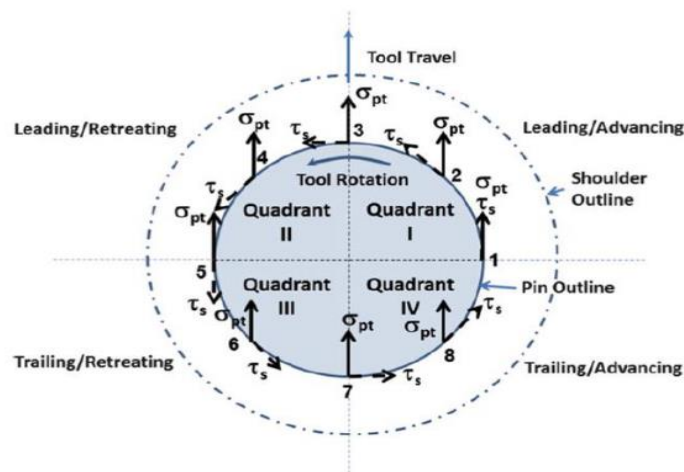 Tool Travel
σpt
Leading/Retreating
σpt
τs
3
τs
σpt
Leading/Advancing
4
2
Tool Rotation
σpt
Shoulder
Outline
τs
σpt
Quadrant
II
Quadrant
I
τs
5
1
Quadrant
III
Quadrant
IV
Pin Outline
τs
σpt
σpt
σpt
τs
6
8
Trailing/Retreating
τs
7
τs
Trailing/Advancing